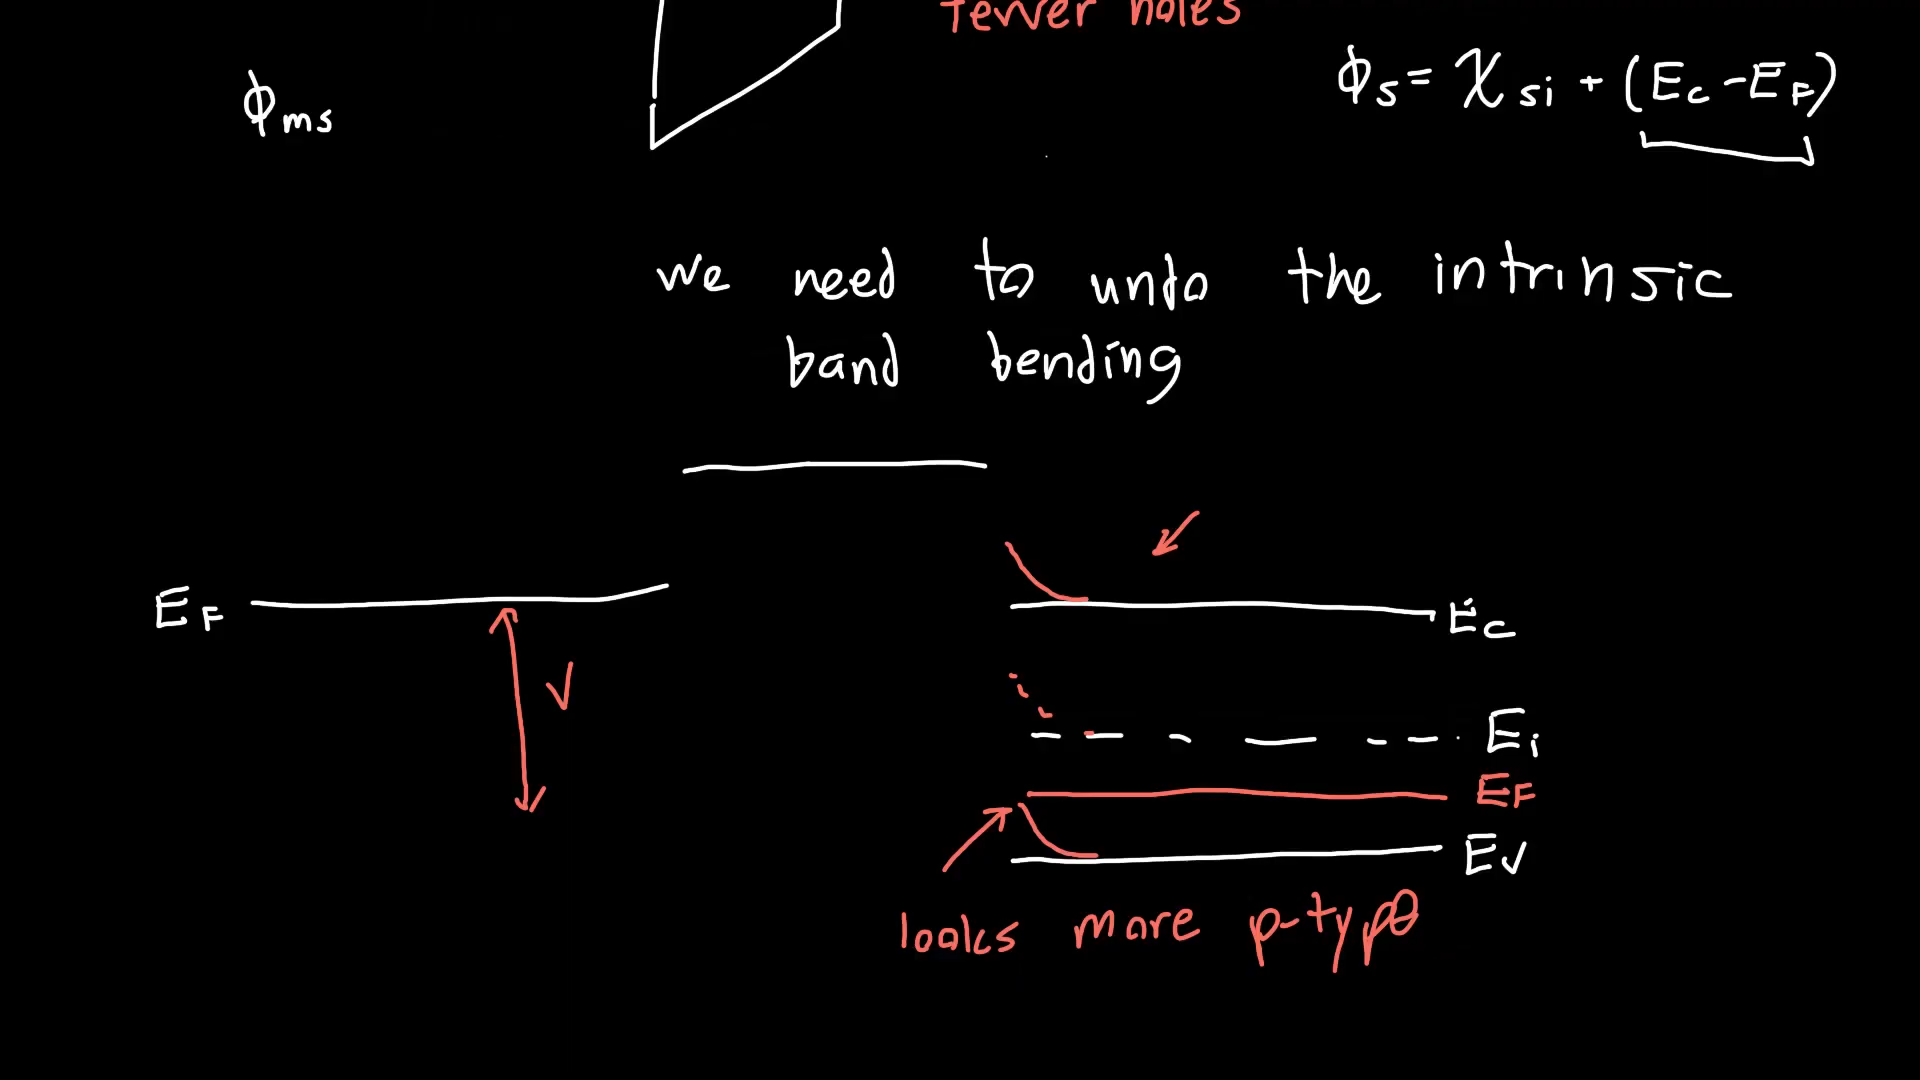 fewer holes
ϕms
ϕs = χsi + (Ec - EF)
we need to undo the intrinsic
band bending
EF
V
Ec
Ei
EF
Ev
looks more p-type